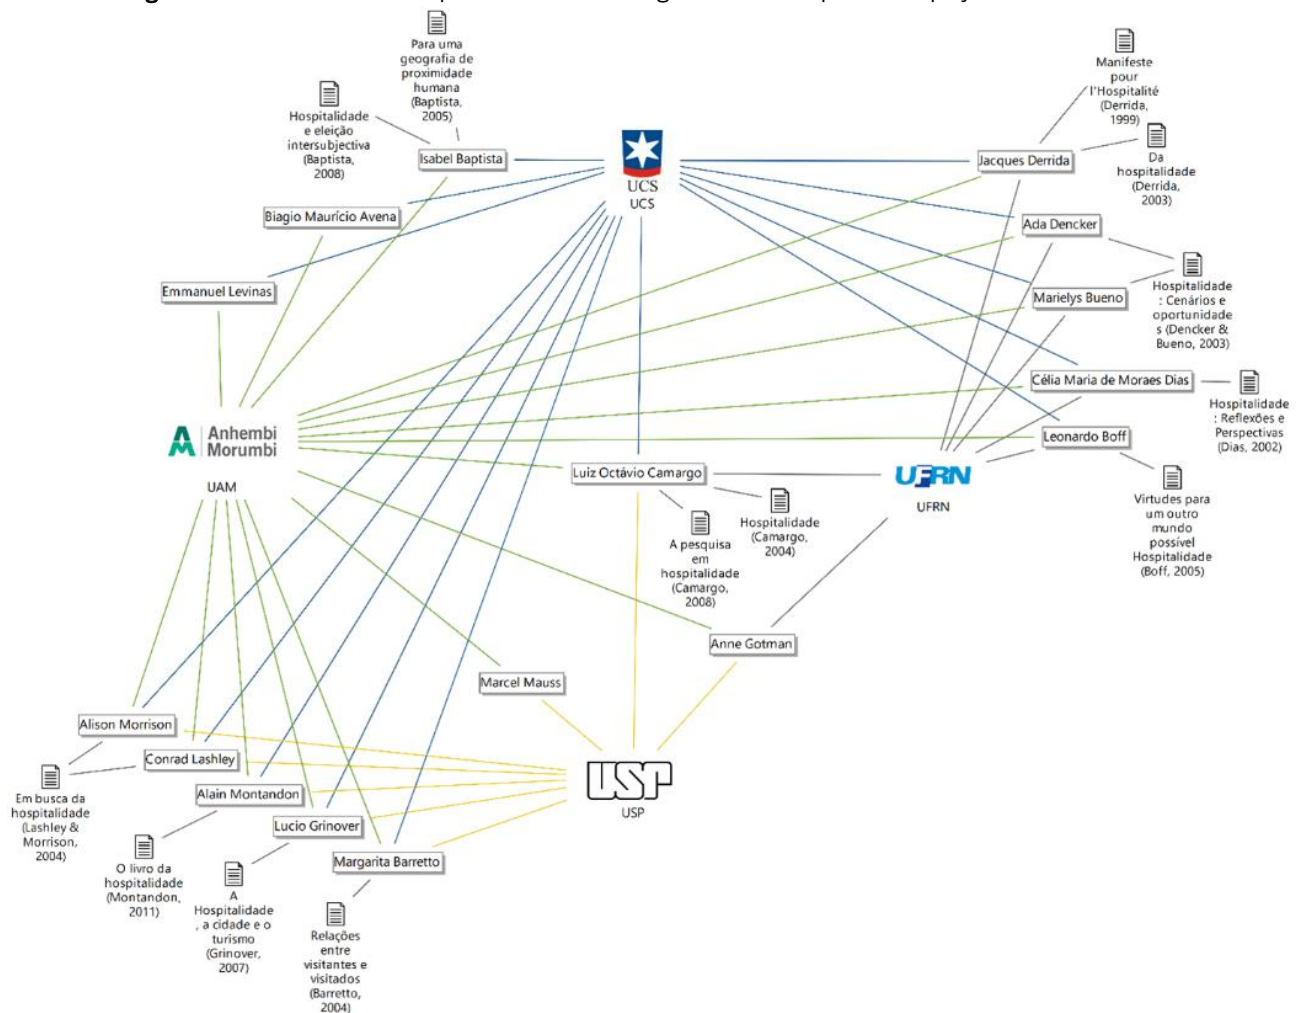 Para uma
geografia de
proximidade
humana
(Baptista,
2005)
Hospitalidade
e eleição
intersubjectiva
(Baptista,
2008)
Isabel Baptista
Biagio Maurício Avena
Emmanuel Levinas
UCS
UCS
Manifeste
pour
l'Hospitalité
(Derrida,
1999)
Jacques Derrida
Da
hospitalidade
(Derrida,
2003)
Ada Dencker
Marielys Bueno
Hospitalidade
: Cenários e
oportunidade
s (Dencker &
Bueno, 2003)
Célia Maria de Moraes Dias
Hospitalidade
: Reflexões e
Perspectivas
(Dias, 2002)
Leonardo Boff
Virtudes para
um outro
mundo
possível
Hospitalidade
(Boff, 2005)
Anhembi
Morumbi
UAM
Luiz Octávio Camargo
UFRN
UFRN
Hospitalidade
(Camargo,
2004)
A pesquisa
em
hospitalidade
(Camargo,
2008)
Anne Gotman
Marcel Mauss
USP
USP
Alison Morrison
Conrad Lashley
Alain Montandon
Lucio Grinover
Margarita Barretto
Em busca da
hospitalidade
(Lashley &
Morrison,
2004)
O livro da
hospitalidade
(Montandon,
2011)
A
Hospitalidade
, a cidade e o
turismo
(Grinover,
2007)
Relações
entre
visitantes e
visitados
(Barretto,
2004)